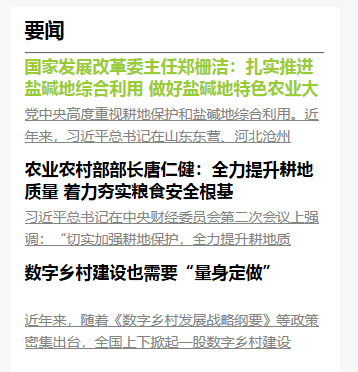 要闻
国家发展改革委主任郑栅洁：扎实推进
盐碱地综合利用 做好盐碱地特色农业大
党中央高度重视耕地保护和盐碱地综合利用。近
年来，习近平总书记在山东东营、河北沧州
农业农村部部长唐仁健：全力提升耕地
质量 着力夯实粮食安全根基
习近平总书记在中央财经委员会第二次会议上强
调：“切实加强耕地保护，全力提升耕地质
数字乡村建设也需要“量身定做”
近年来，随着《数字乡村发展战略纲要》等政策
密集出台，全国上下掀起一股数字乡村建设